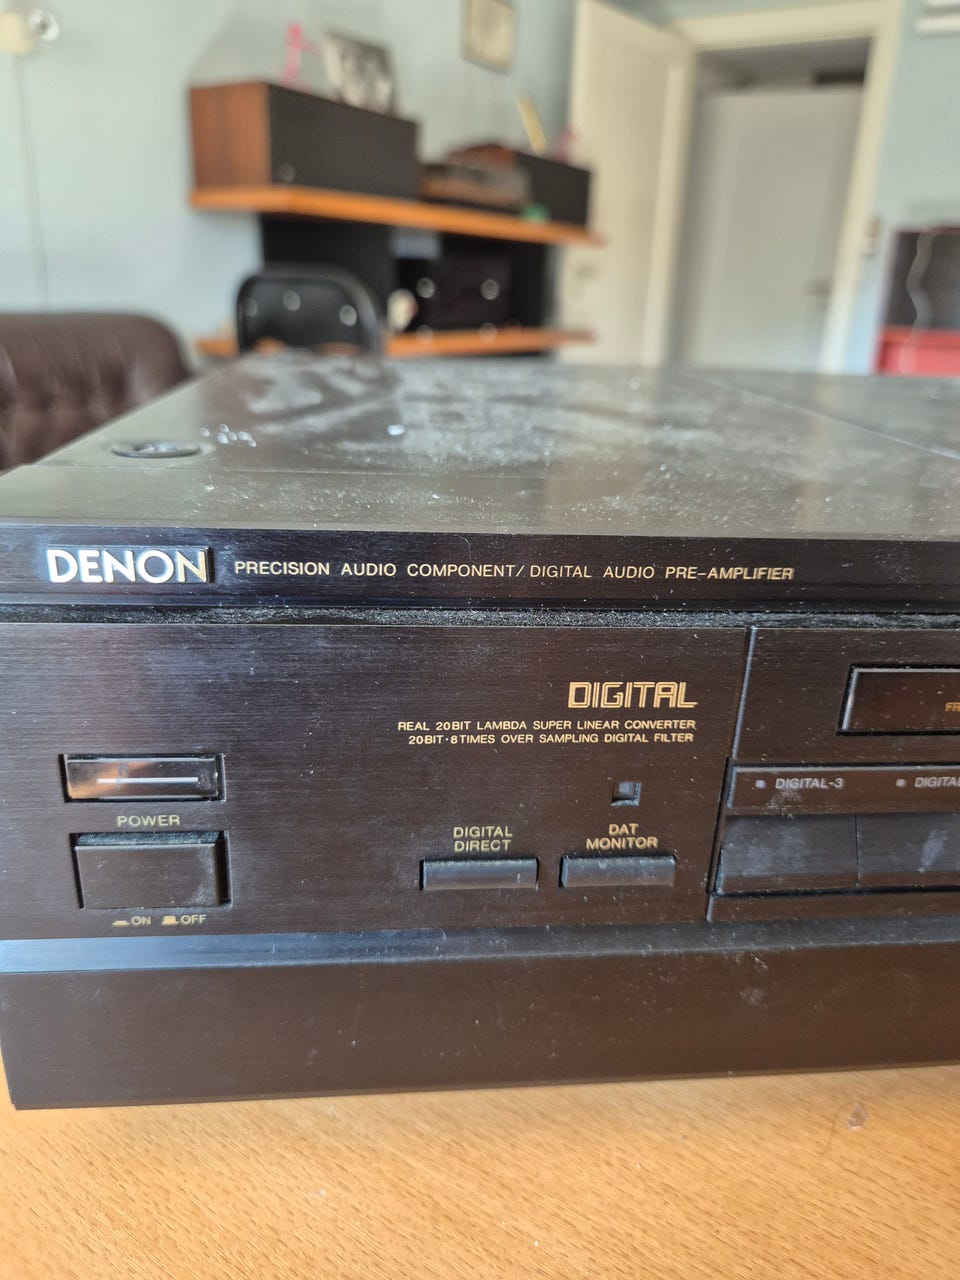 DENON PRECISION AUDIO COMPONENT/DIGITAL AUDIO PRE-AMPLIFIER
DIGITAL
REAL 20BIT LAMBDA SUPER LINEAR CONVERTER
20BIT·8TIMES OVER SAMPLING DIGITAL FILTER
POWER
ON OFF
DIGITAL
DIRECT
DAT
MONITOR
DIGITAL-3 DIGITAL